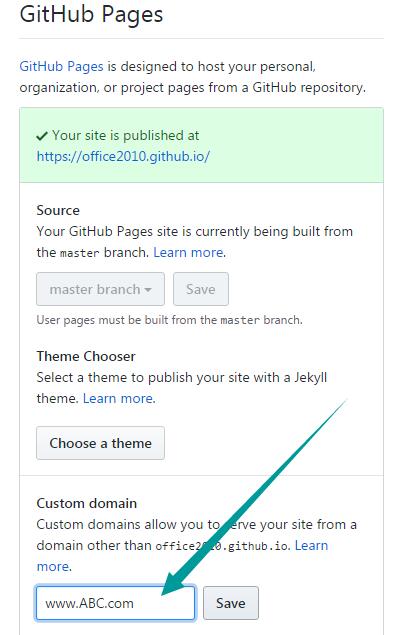 GitHub Pages
GitHub Pages is designed to host your personal,
organization, or project pages from a GitHub repository.
Your site is published at
https://office2010.github.io/
Source
Your GitHub Pages site is currently being built from
the master branch. Learn more.
master branch
Save
User pages must be built from the master branch.
Theme Chooser
Select a theme to publish your site with a Jekyll
theme. Learn more.
Choose a theme
Custom domain
Custom domains allow you to serve your site from a
domain other than office2010.github.io. Learn
more.
www.ABC.com
Save